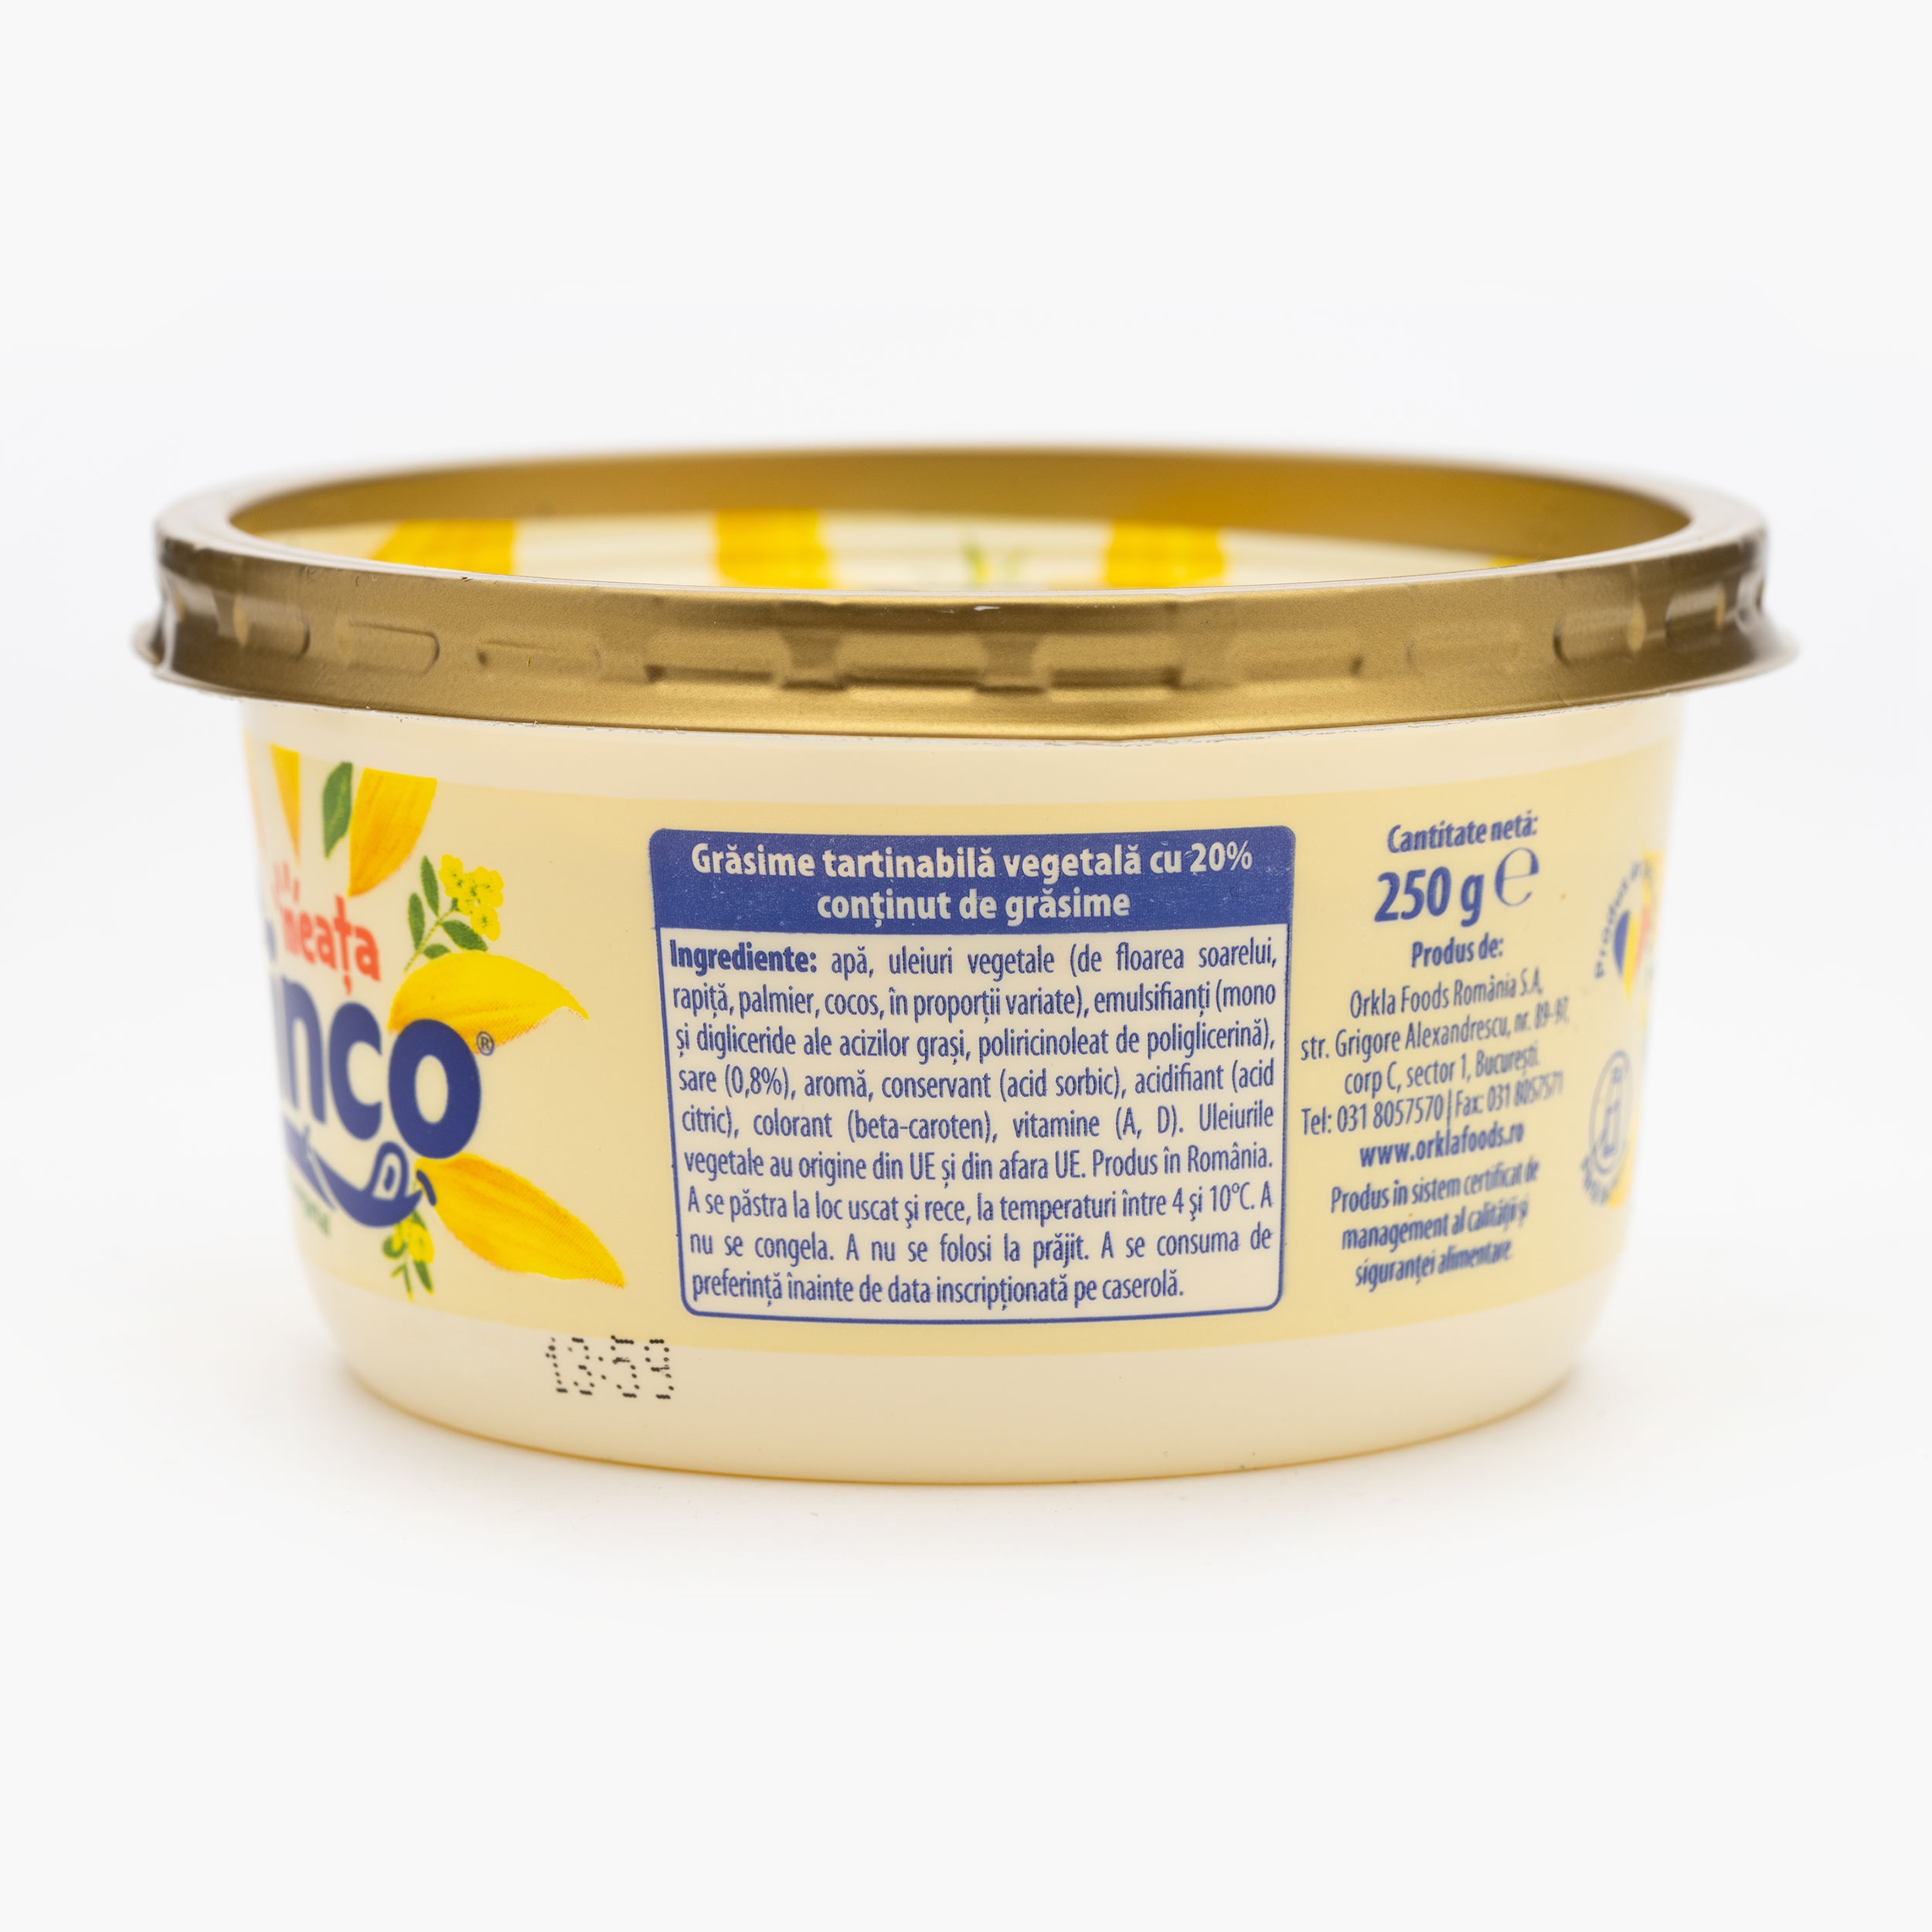 neața
inco®
Grăsime tartinabilă vegetală cu 20%
conținut de grăsime
Ingrediente: apă, uleiuri vegetale (de floarea soarelui,
rapiță, palmier, cocos, în proporții variate), emulsifianți (mono
și digliceride ale acizilor grași, poliricinoleat de poliglicerină),
sare (0,8%), aromă, conservant (acid sorbic), acidifiant (acid
citric), colorant (beta-caroten), vitamine (A, D). Uleiurile
vegetale au origine din UE și din afara UE. Produs în România.
A se păstra la loc uscat și rece, la temperaturi între 4 și 10°C. A
nu se congela. A nu se folosi la prăjit. A se consuma de
preferință înainte de data inscripționată pe caserolă.
Cantitate netă:
250 g ℮
Produs de:
Orkla Foods România S.A,
str. Grigore Alexandrescu, nr. 89-97,
corp C, sector 1, București.
Tel: 031 8057570 | Fax: 031 8057571
www.orklafoods.ro
Produs în sistem certificat de
management al calității și
siguranței alimentare.
Produs
13:59